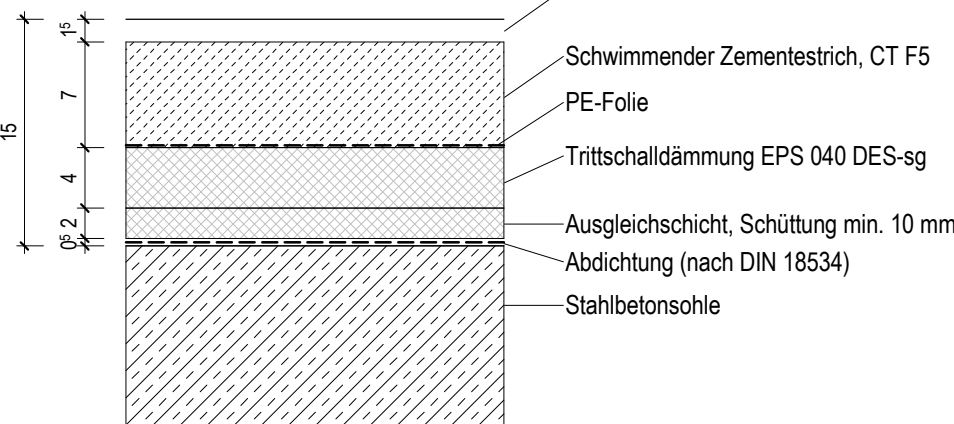 Schwimmender Zementestrich, CT F5
PE-Folie
Trittschalldämmung EPS 040 DES-sg
Ausgleichschicht, Schüttung min. 10 mm
Abdichtung (nach DIN 18534)
Stahlbetonsohle
15
1⁵
7
4
2
0⁵